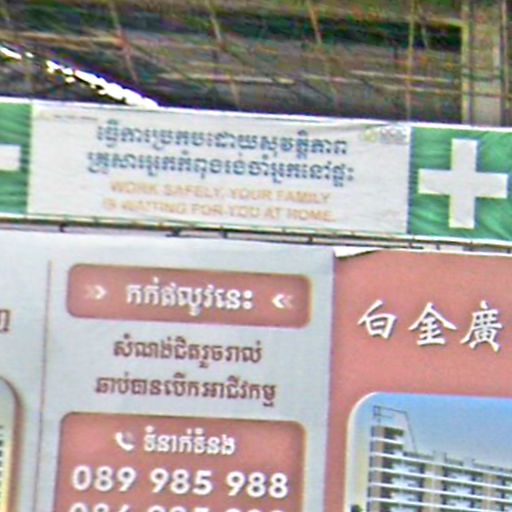 ធ្វើការប្រកបដោយសុវត្ថិភាព
គ្រួសារអ្នកកំពុងរង់ចាំអ្នកនៅផ្ទះ
WORK SAFELY, YOUR FAMILY
IS WAITING FOR YOU AT HOME.
កក់ឥលូវនេះ
白金廣
សំណង់ជិតរួចរាល់
ឆាប់បានបើកអាជីវកម្ម
ទំនាក់ទំនង
089 985 988